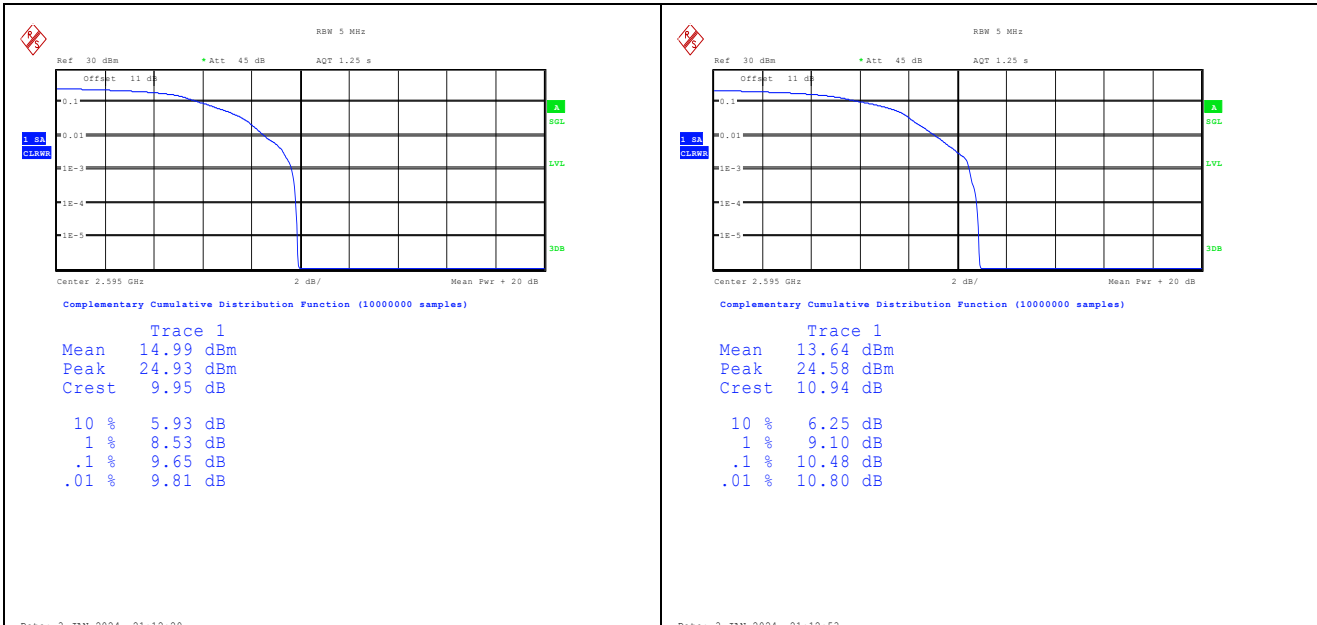 R S
RBW 5 MHz
Ref 30 dBm * Att 45 dB AQT 1.25 s
Offset 11 dB
0.1
0.01
1E-3
1E-4
1E-5
1 SA
CLRWR
A
SGL
LVL
3DB
Center 2.595 GHz 2 dB/ Mean Pwr + 20 dB
Complementary Cumulative Distribution Function (10000000 samples)
Trace 1
Mean 14.99 dBm
Peak 24.93 dBm
Crest 9.95 dB
10 % 5.93 dB
1 % 8.53 dB
.1 % 9.65 dB
.01 % 9.81 dB
R S
RBW 5 MHz
Ref 30 dBm * Att 45 dB AQT 1.25 s
Offset 11 dB
0.1
0.01
1E-3
1E-4
1E-5
1 SA
CLRWR
A
SGL
LVL
3DB
Center 2.595 GHz 2 dB/ Mean Pwr + 20 dB
Complementary Cumulative Distribution Function (10000000 samples)
Trace 1
Mean 13.64 dBm
Peak 24.58 dBm
Crest 10.94 dB
10 % 6.25 dB
1 % 9.10 dB
.1 % 10.48 dB
.01 % 10.80 dB